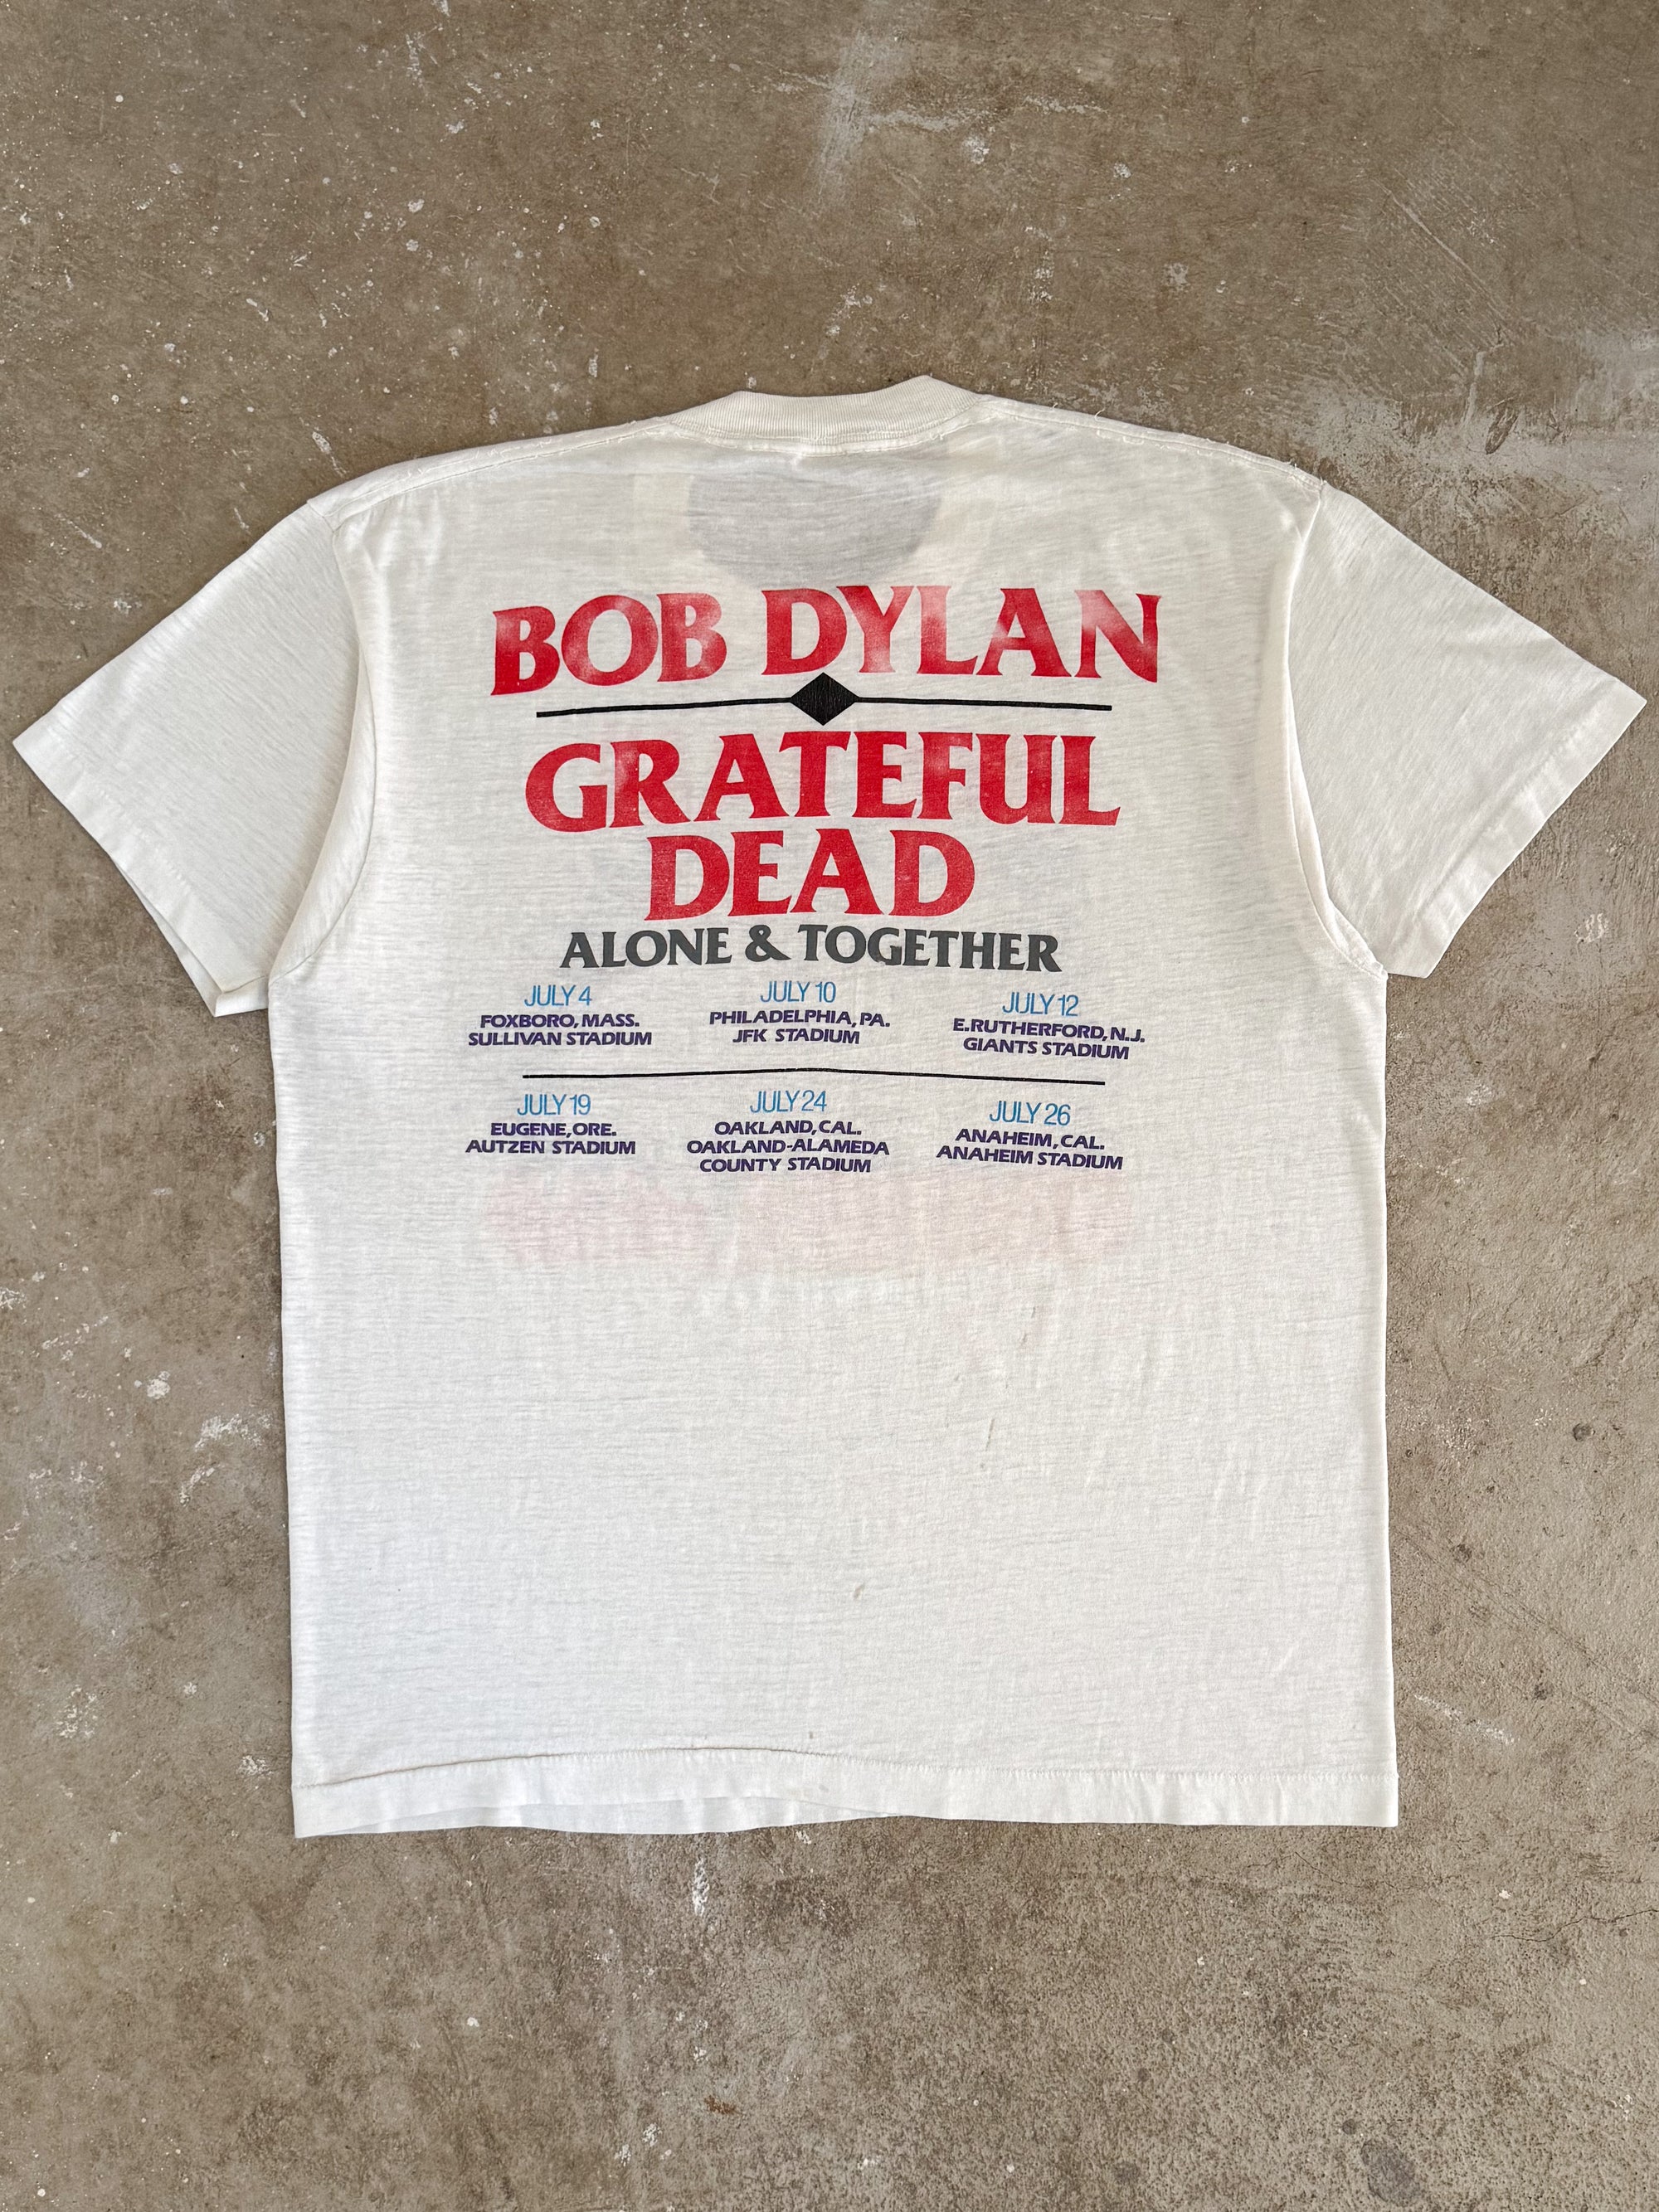 BOB DYLAN
GRATEFUL
DEAD
ALONE & TOGETHER
JULY 4
FOXBORO, MASS.
SULLIVAN STADIUM
JULY 10
PHILADELPHIA, PA.
JFK STADIUM
JULY 12
E. RUTHERFORD, N.J.
GIANTS STADIUM
JULY 19
EUGENE, ORE.
AUTZEN STADIUM
JULY 24
OAKLAND, CAL.
OAKLAND-ALAMEDA
COUNTY STADIUM
JULY 26
ANAHEIM, CAL.
ANAHEIM STADIUM